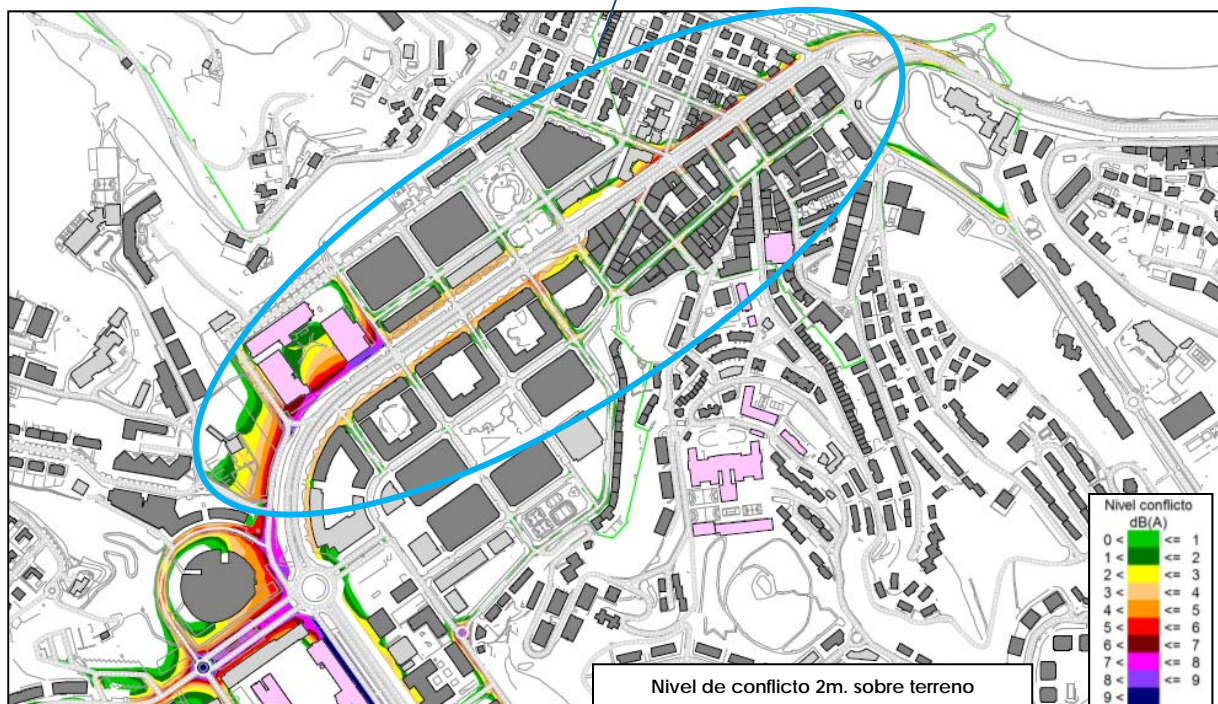 Nivel conflicto
dB(A)
0 < <= 1
1 < <= 2
2 < <= 3
3 < <= 4
4 < <= 5
5 < <= 6
6 < <= 7
7 < <= 8
8 < <= 9
9 <
Nivel de conflicto 2m. sobre terreno